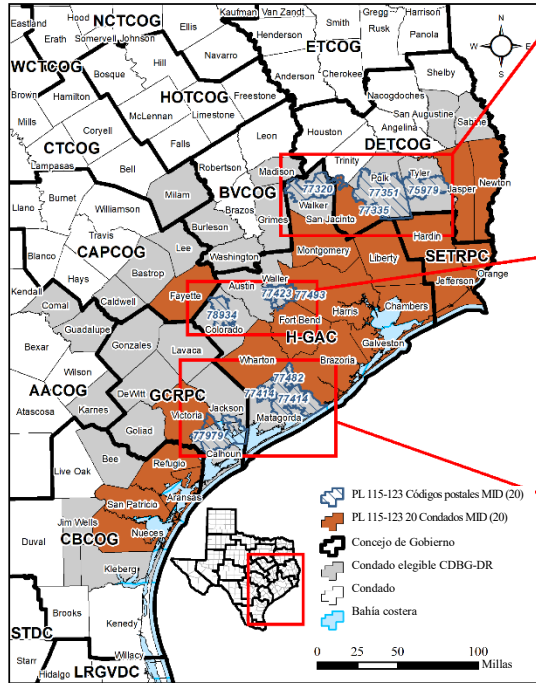 NCTCOG
Hood
Ellis
Kaufman
Van Zandt
Smith
Gregg
Rusk
Harrison
Panola
Eastland
Erath
Somervell
Johnson
Henderson
ETCOG
N
W
E
S
WCTCOG
Bosque
Hill
Navarro
Anderson
Cherokee
Shelby
Brown
Hamilton
HOTCOG
Freestone
Nacogdoches
Mills
McLennan
Limestone
San Augustine
Sabine
CTCOG
Coryell
Falls
Leon
Houston
Angelina
Lampasas
Bell
Robertson
Madison
Trinity
DETCOG
Burnet
Milam
BVCOG
77320
Polk
77351
Tyler
75979
Jasper
Newton
Llano
Williamson
Brazos
Grimes
Walker
77335
San Jacinto
Travis
Burleson
Hardin
CAPCOG
Lee
Washington
Montgomery
Liberty
SETRPC
Blanco
Hays
Bastrop
Orange
Kendall
Caldwell
Fayette
Austin
Waller
77423
77493
Jefferson
Comal
78934
Harris
Chambers
Guadalupe
Colorado
Fort Bend
Bexar
Gonzales
H-GAC
Galveston
Lavaca
Wharton
Brazoria
Wilson
AACOG
DeWitt
GCRPC
77482
Atascosa
Karnes
Jackson
77414
77414
Victoria
Matagorda
Goliad
77979
Calhoun
Bee
Live Oak
Refugio
Aransas
San Patricio
Jim Wells
Nueces
Duval
CBCOG
Kleberg
Brooks
Kenedy
STDC
Willacy
Starr
Hidalgo
LRGVDC
PL 115-123 Códigos postales MID (20)
PL 115-123 20 Condados MID (20)
Concejo de Gobierno
Condado elegible CDBG-DR
Condado
Bahía costera
0
25
50
100
Millas